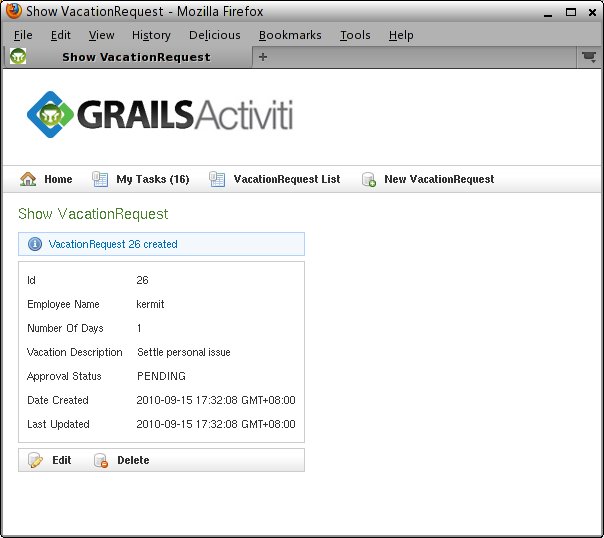 Show VacationRequest - Mozilla Firefox
File Edit View History Delicious Bookmarks Tools Help
Show VacationRequest
GRAILSActiviti
Home My Tasks (16) VacationRequest List New VacationRequest
Show VacationRequest
VacationRequest 26 created
Id 26
Employee Name kermit
Number Of Days 1
Vacation Description Settle personal issue
Approval Status PENDING
Date Created 2010-09-15 17:32:08 GMT+08:00
Last Updated 2010-09-15 17:32:08 GMT+08:00
Edit Delete